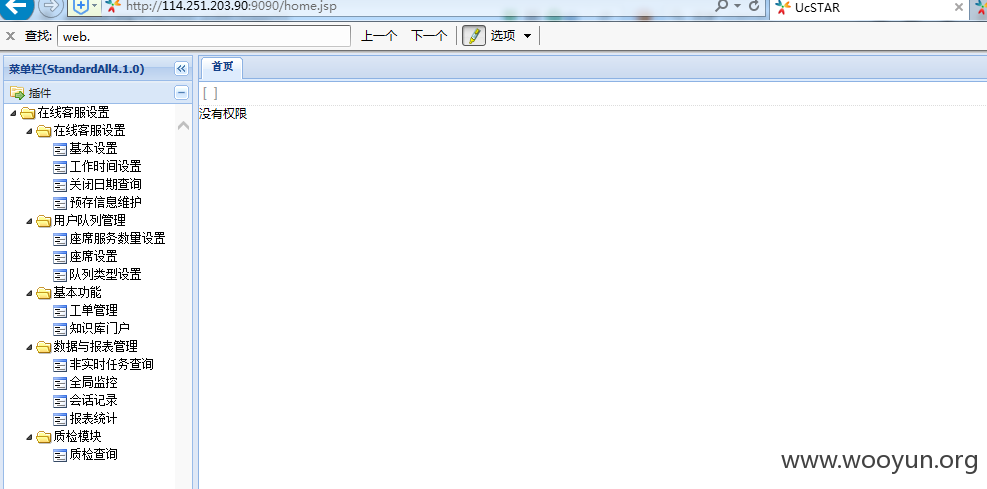 http://114.251.203.90:9090/home.jsp
UcSTAR
查找: web. 上一个 下一个 选项
菜单栏(StandardAll4.1.0)
首页
插件
[ ]
没有权限
在线客服设置
在线客服设置
基本设置
工作时间设置
关闭日期查询
预存信息维护
用户队列管理
座席服务数量设置
座席设置
队列类型设置
基本功能
工单管理
知识库门户
数据与报表管理
非实时任务查询
全局监控
会话记录
报表统计
质检模块
质检查询
www.wooyun.org